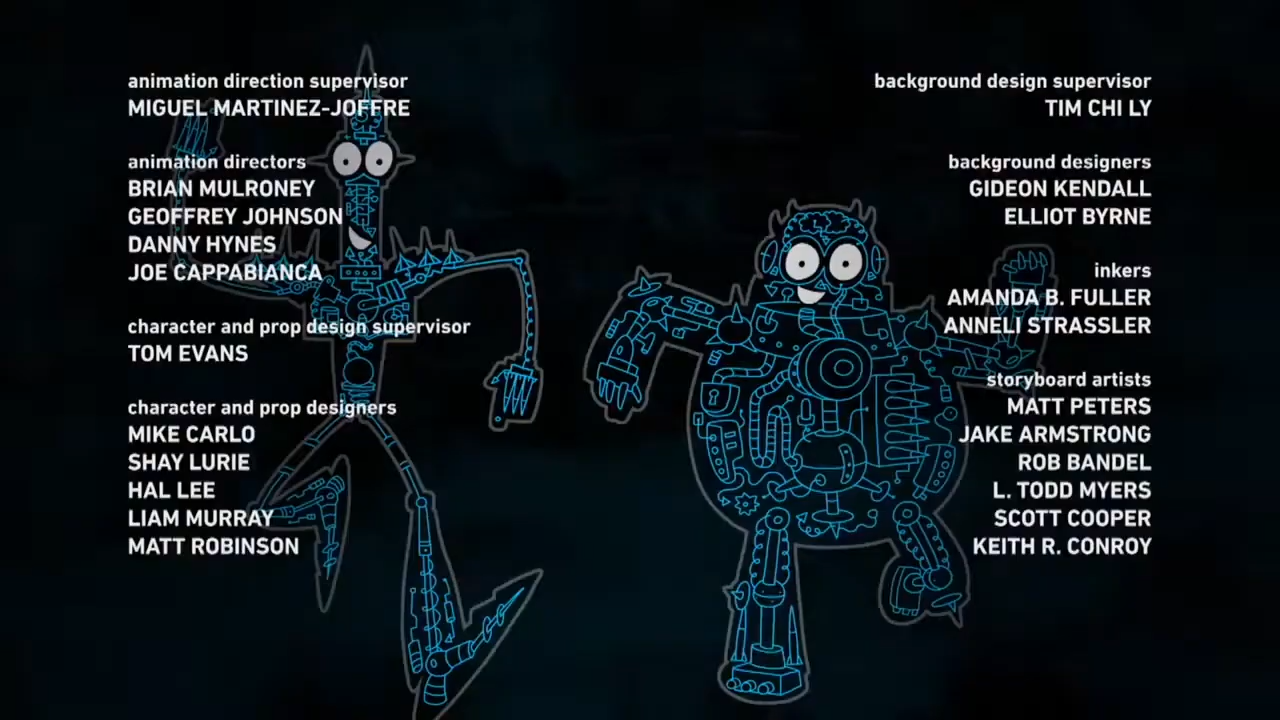 animation direction supervisor
MIGUEL MARTINEZ-JOFFRE
animation directors
BRIAN MULRONEY
GEOFFREY JOHNSON
DANNY HYNES
JOE CAPPABIANCA
character and prop design supervisor
TOM EVANS
character and prop designers
MIKE CARLO
SHAY LURIE
HAL LEE
LIAM MURRAY
MATT ROBINSON
background design supervisor
TIM CHI LY
background designers
GIDEON KENDALL
ELLIOT BYRNE
inkers
AMANDA B. FULLER
ANNELI STRASSLER
storyboard artists
MATT PETERS
JAKE ARMSTRONG
ROB BANDEL
L. TODD MYERS
SCOTT COOPER
KEITH R. CONROY